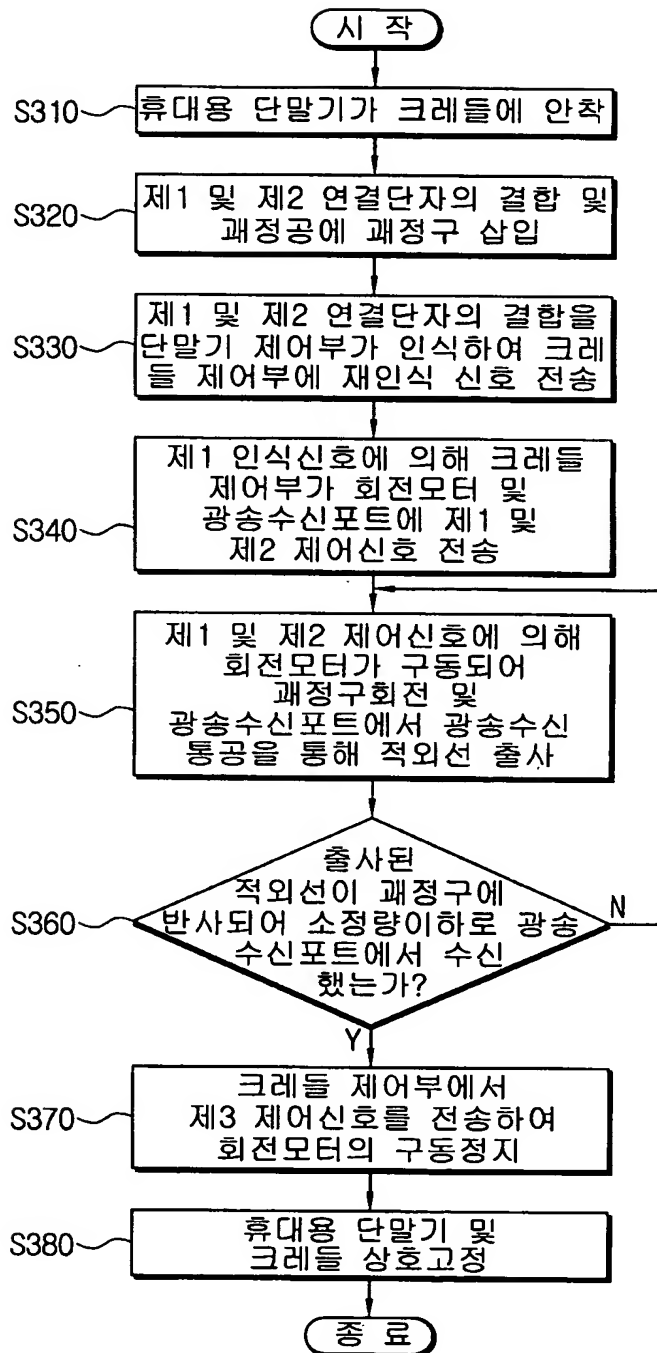 시 작
S310
휴대용 단말기가 크레들에 안착
S320
제1 및 제2 연결단자의 결합 및
괘정공에 괘정구 삽입
S330
제1 및 제2 연결단자의 결합을
단말기 제어부가 인식하여 크레
들 제어부에 재인식 신호 전송
S340
제1 인식신호에 의해 크레들
제어부가 회전모터 및
광송수신포트에 제1 및
제2 제어신호 전송
S350
제1 및 제2 제어신호에 의해
회전모터가 구동되어
괘정구회전 및
광송수신포트에서 광송수신
통공을 통해 적외선 출사
S360
출사된
적외선이 괘정구에
반사되어 소정량이하로 광송
수신포트에서 수신
했는가?
N
Y
S370
크레들 제어부에서
제3 제어신호를 전송하여
회전모터의 구동정지
S380
휴대용 단말기 및
크레들 상호고정
종 료